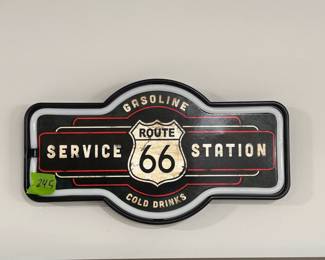 GASOLINE
ROUTE
SERVICE 66 STATION
COLD DRINKS
245